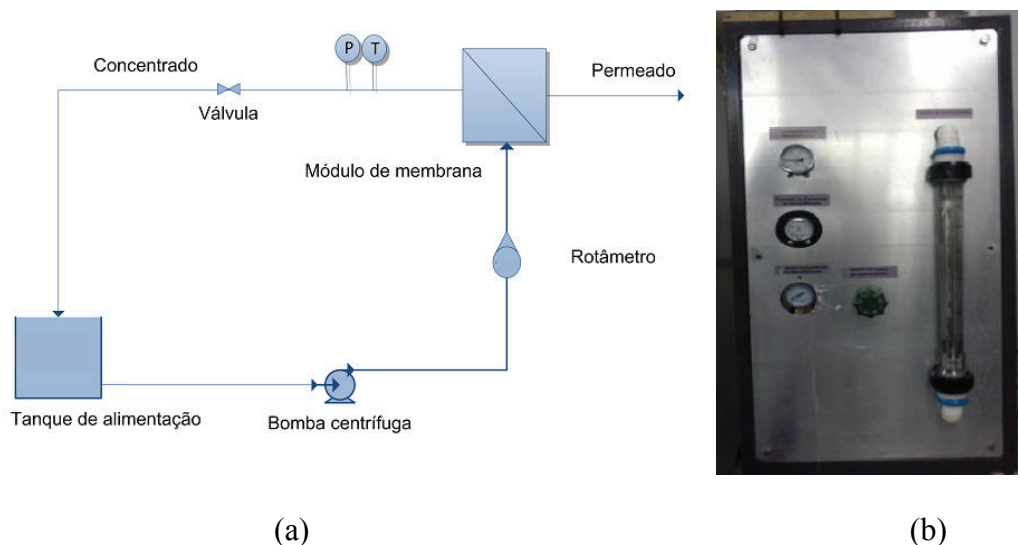 P T
Concentrado
Permeado
Válvula
Módulo de membrana
Rotâmetro
Tanque de alimentação
Bomba centrífuga
(a)
(b)